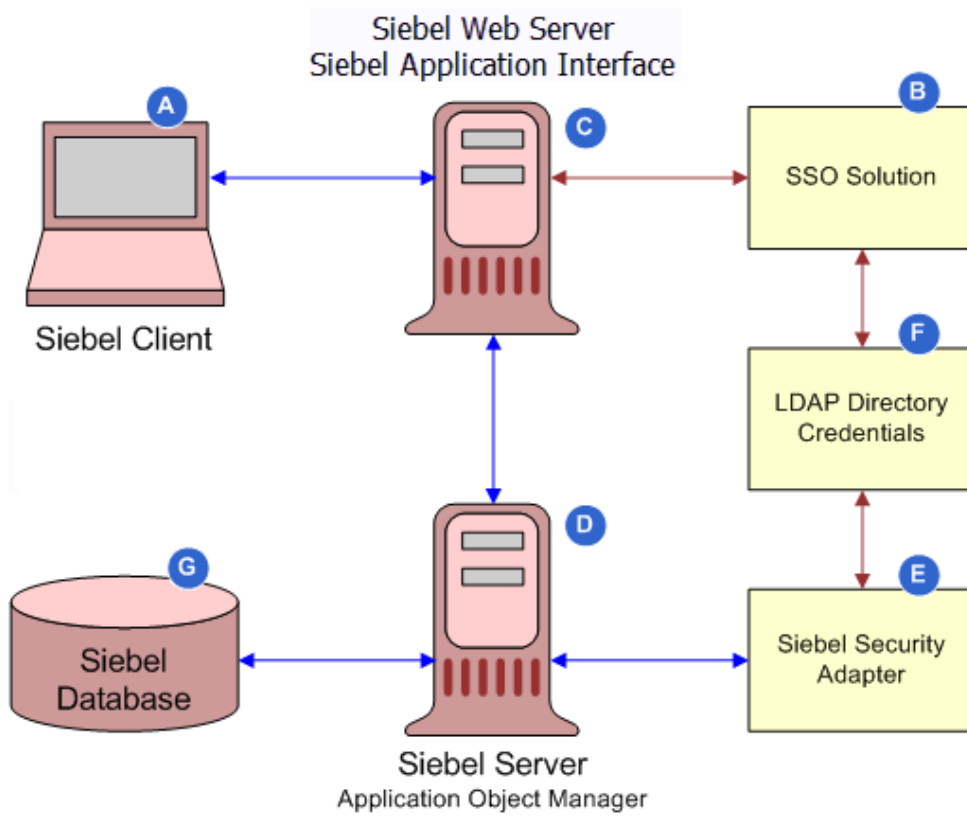 Siebel Web Server
Siebel Application Interface
A
B
C
SSO Solution
Siebel Client
F
LDAP Directory
Credentials
D
G
E
Siebel
Database
Siebel Security
Adapter
Siebel Server
Application Object Manager